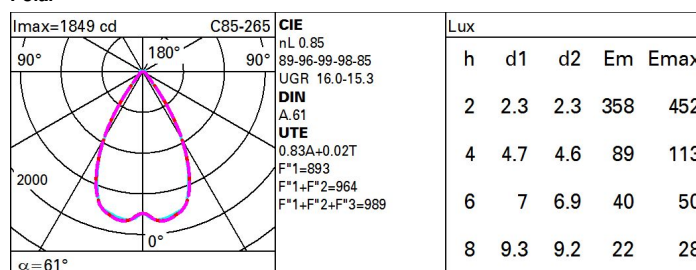 Imax=1849 cd C85-265
90° 180° 90°
2000
0°
α=61°
CIE
nL 0.85
89-96-99-98-85
UGR 16.0-15.3
DIN
A.61
UTE
0.83A+0.02T
F"1=893
F"1+F"2=964
F"1+F"2+F"3=989
Lux
h d1 d2 Em Emax
2 2.3 2.3 358 452
4 4.7 4.6 89 113
6 7 6.9 40 50
8 9.3 9.2 22 28